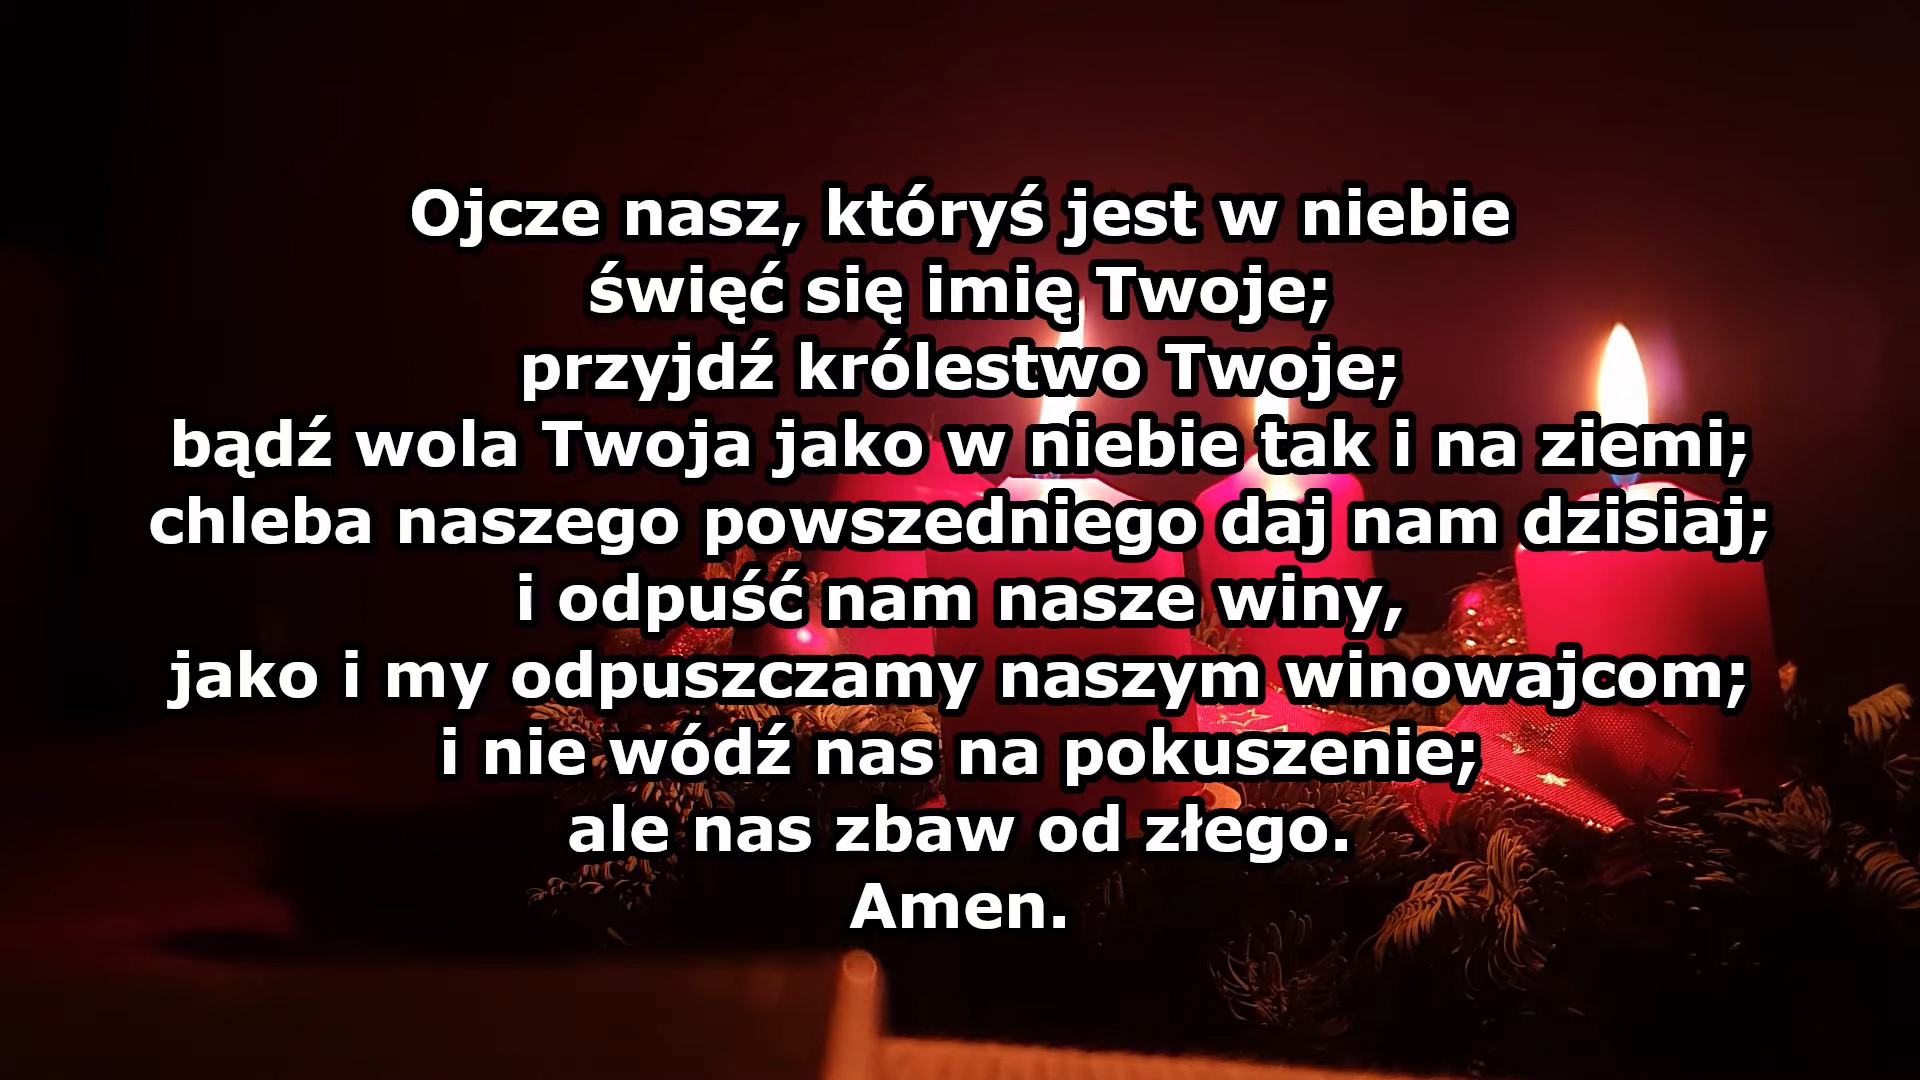 Ojcze nasz, któryś jest w niebie
święć się imię Twoje;
przyjdź królestwo Twoje;
bądź wola Twoja jako w niebie tak i na ziemi;
chleba naszego powszedniego daj nam dzisiaj;
i odpuść nam nasze winy,
jako i my odpuszczamy naszym winowajcom;
i nie wódź nas na pokuszenie;
ale nas zbaw od złego.
Amen.